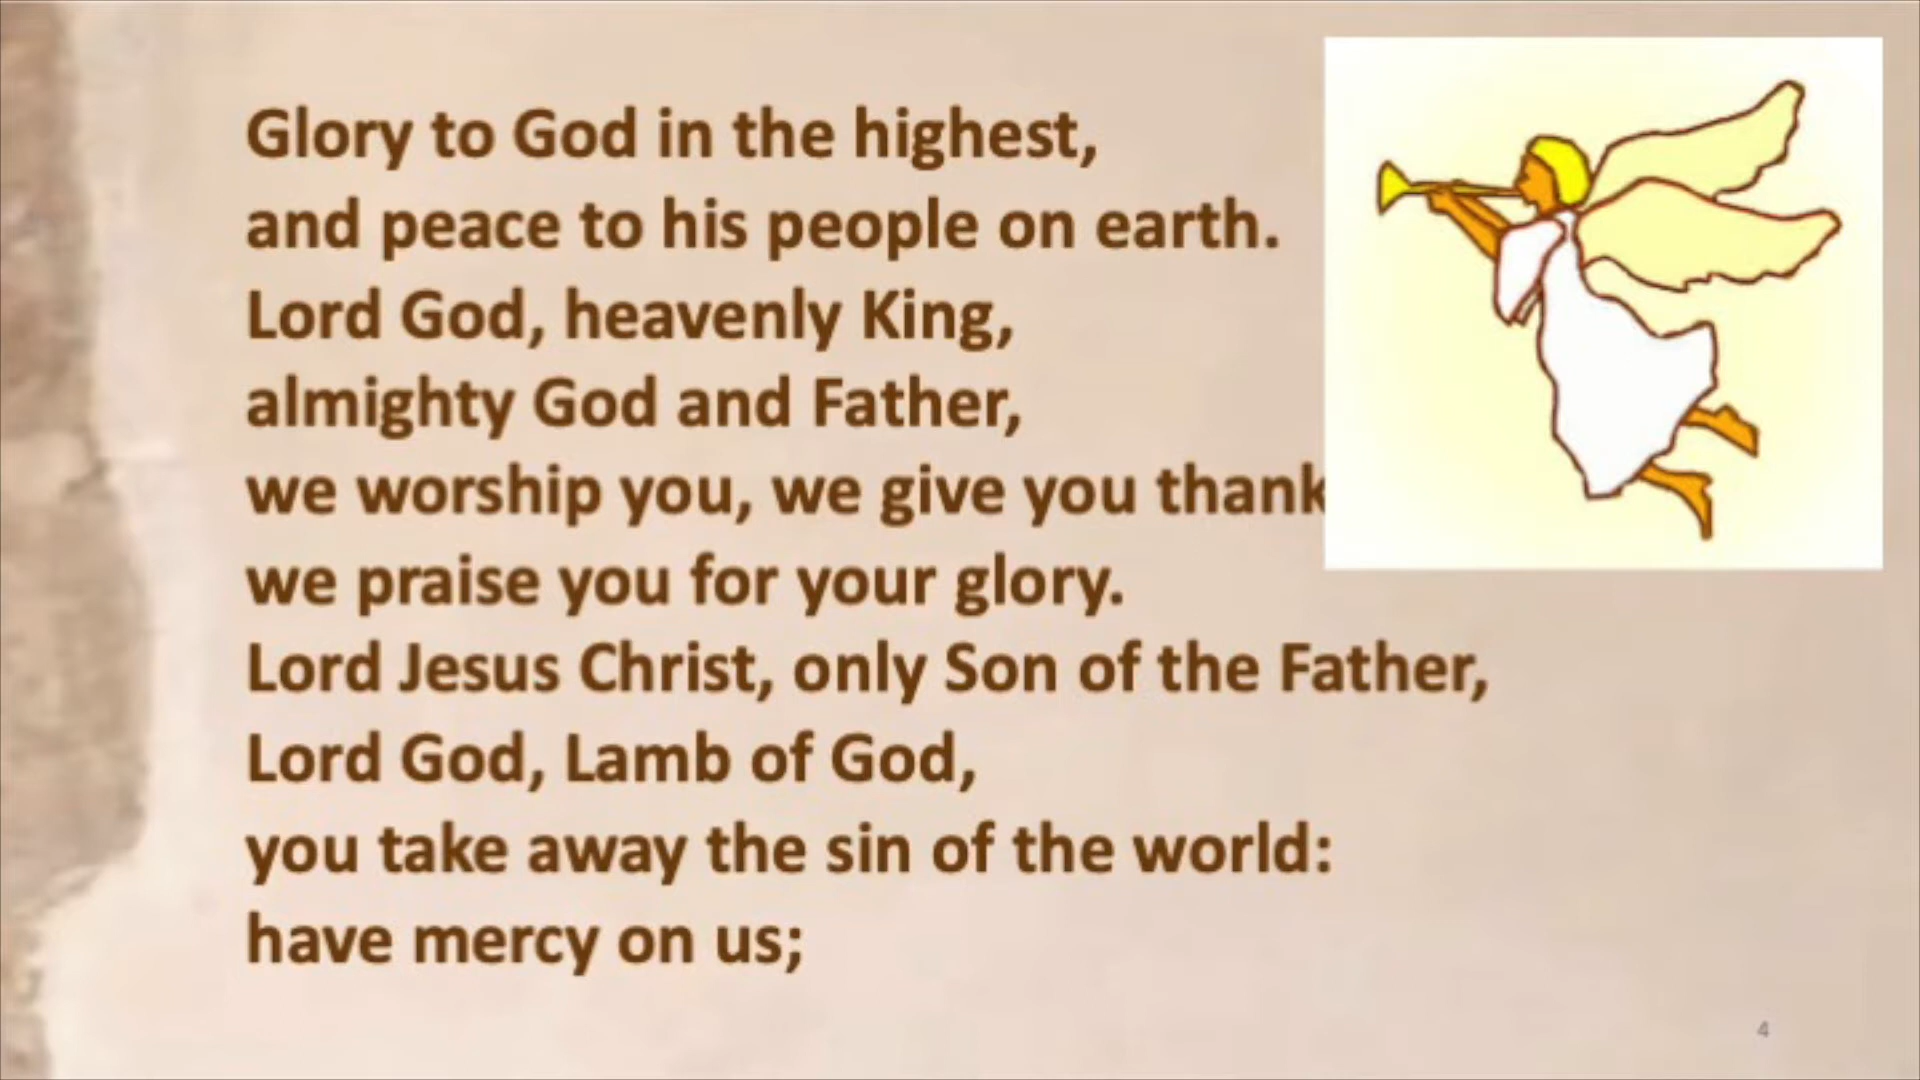 Glory to God in the highest,
and peace to his people on earth.
Lord God, heavenly King,
almighty God and Father,
we worship you, we give you thank
we praise you for your glory.
Lord Jesus Christ, only Son of the Father,
Lord God, Lamb of God,
you take away the sin of the world:
have mercy on us;
4